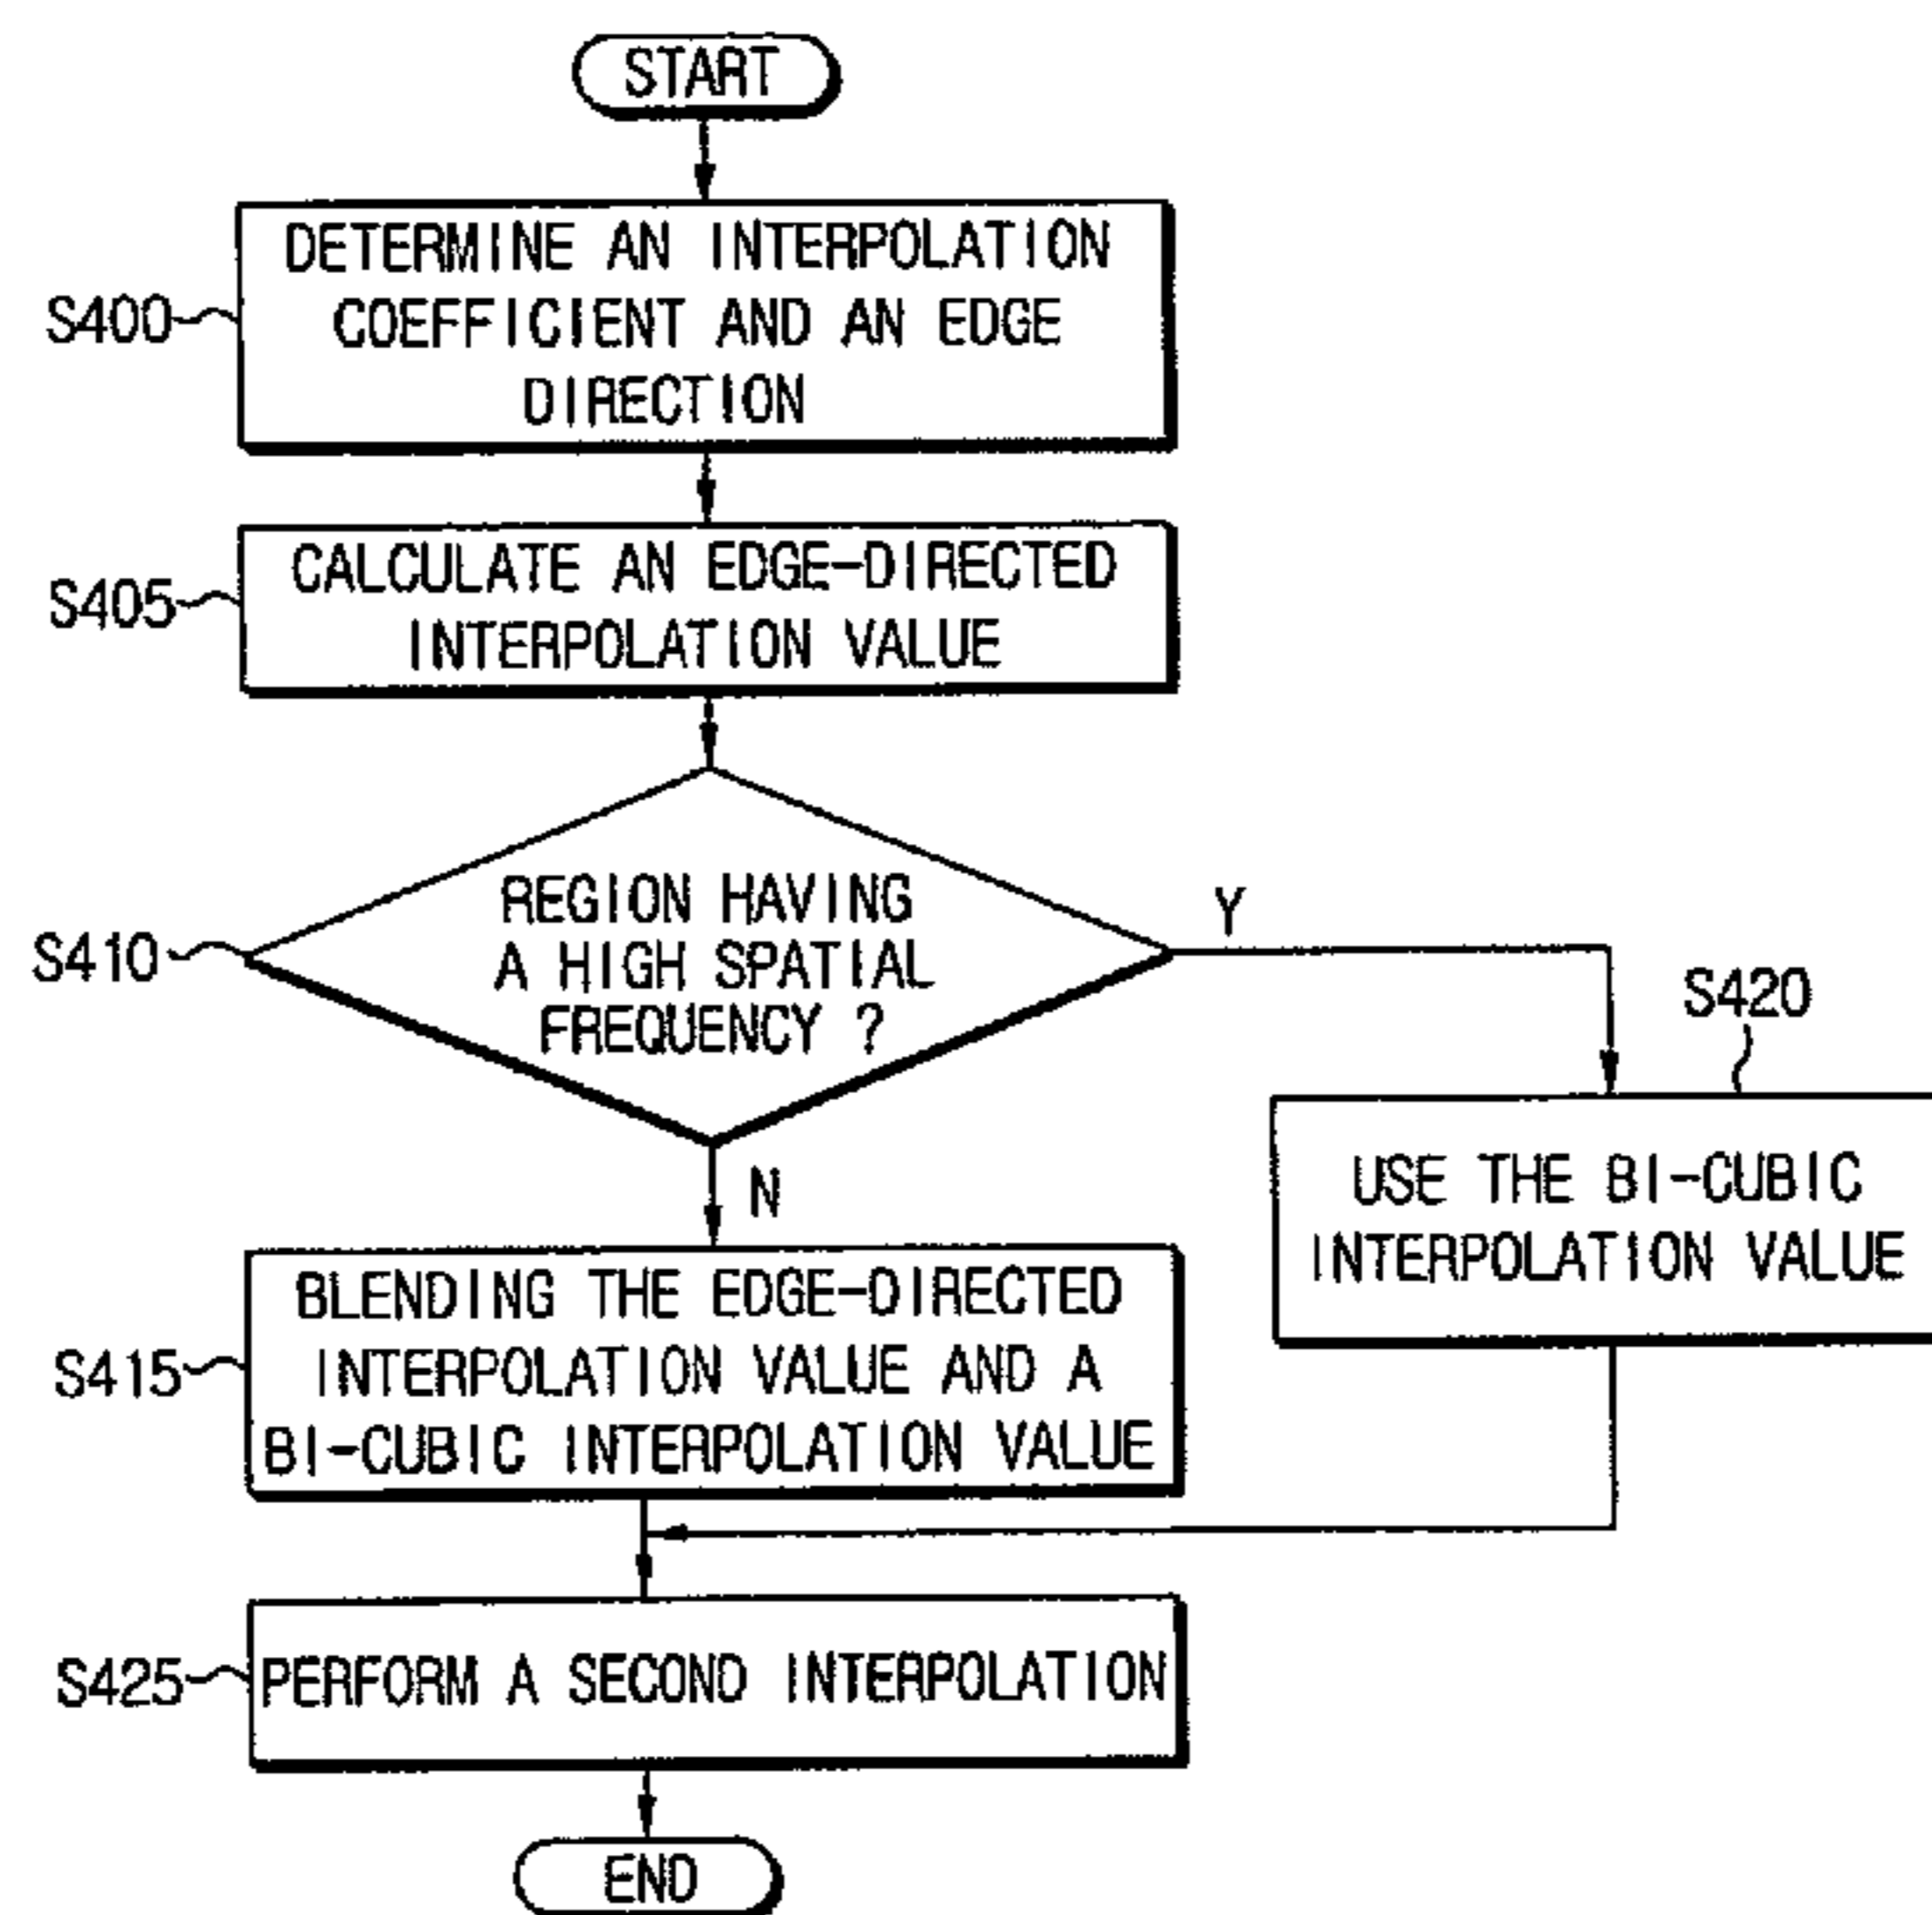 START
DETERMINE AN INTERPOLATION
COEFFICIENT AND AN EDGE
DIRECTION
S400
CALCULATE AN EDGE-DIRECTED
INTERPOLATION VALUE
S405
REGION HAVING
A HIGH SPATIAL
FREQUENCY ?
S410
Y
S420
USE THE BI-CUBIC
INTERPOLATION VALUE
N
BLENDING THE EDGE-DIRECTED
INTERPOLATION VALUE AND A
BI-CUBIC INTERPOLATION VALUE
S415
S425
PERFORM A SECOND INTERPOLATION
END